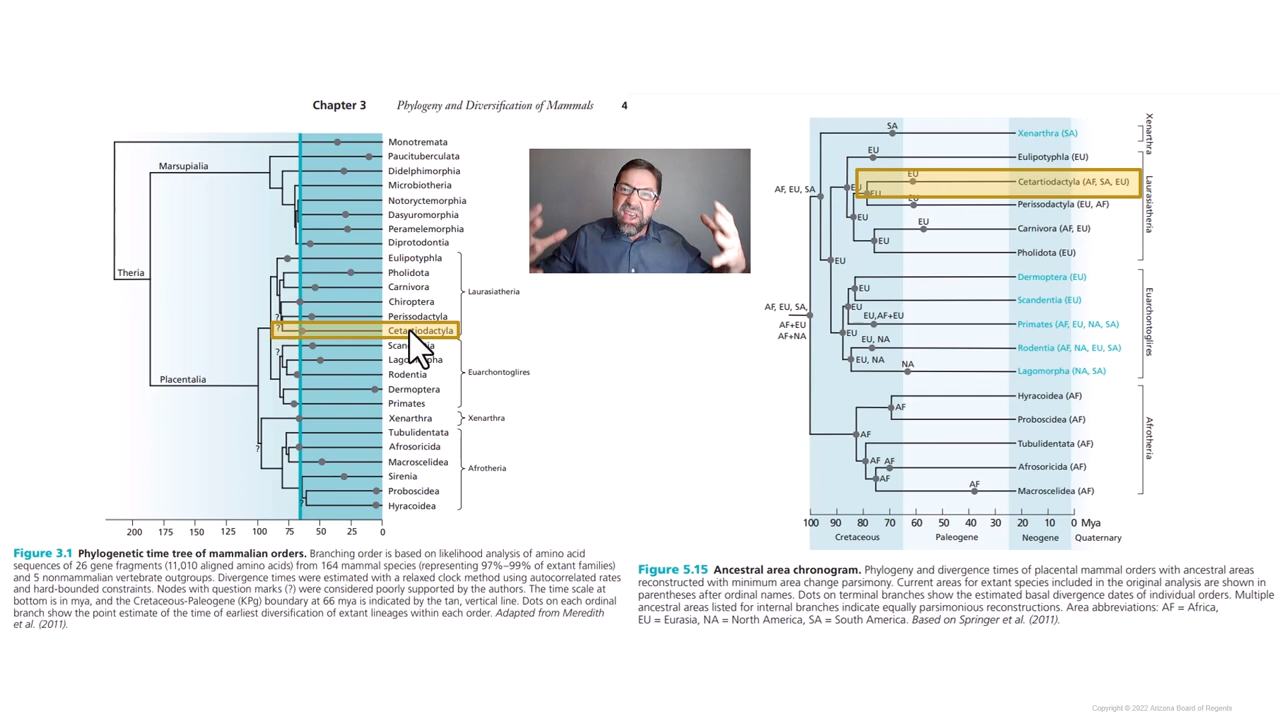 Chapter 3 Phylogeny and Diversification of Mammals 4
Monotremata
Paucituberculata
Marsupialia
Didelphimorphia
Microbiotheria
Notoryctemorphia
Dasyuromorphia
Peramelemorphia
Diprotodontia
Eulipotyphla
Theria
Pholidota
Carnivora
Laurasiatheria
Chiroptera
Perissodactyla
?
?
Cetartiodactyla
?
Rodentia
Euarchontoglires
Placentalia
Dermoptera
Primates
Xenarthra
Xenarthra
Tubulidentata
?
Afrosoricida
Macroscelidea
Afrotheria
Sirenia
Proboscidea
?
Hyracoidea
200 175 150 125 100 75 50 25 0
Figure 3.1 Phylogenetic time tree of mammalian orders. Branching order is based on likelihood analysis of amino acid
sequences of 26 gene fragments (11,010 aligned amino acids) from 164 mammal species (representing 97%–99% of extant families)
and 5 nonmammalian vertebrate outgroups. Divergence times were estimated with a relaxed clock method using autocorrelated rates
and hard-bounded constraints. Nodes with question marks (?) were considered poorly supported by the authors. The time scale at
bottom is in mya, and the Cretaceous-Paleogene (KPg) boundary at 66 mya is indicated by the tan, vertical line. Dots on each ordinal
branch show the point estimate of the time of earliest diversification of extant lineages within each order. Adapted from Meredith
et al. (2011).
SA
Xenarthra (SA)
Xenarthra
EU
Eulipotyphla (EU)
EU
Cetartiodactyla (AF, SA, EU)
AF, EU, SA
EU
EU
EU
Perissodactyla (EU, AF)
Laurasiatheria
EU
EU
Carnivora (AF, EU)
EU
Pholidota (EU)
EU
Dermoptera (EU)
EU
Scandentia (EU)
AF, EU, SA,
AF+EU
AF+NA
EU
EU,AF+EU
Primates (AF, EU, NA, SA)
Euarchontoglires
EU
EU, NA
Rodentia (AF, NA, EU, SA)
EU, NA
NA
Lagomorpha (NA, SA)
Hyracoidea (AF)
AF
Proboscidea (AF)
AF
Tubulidentata (AF)
Afrotheria
AF
AF
Afrosoricida (AF)
AF
AF
Macroscelidea (AF)
100 90 80 70 60 40 30 20 10 0 Mya
Cretaceous Paleogene Neogene Quaternary
Figure 5.15 Ancestral area chronogram. Phylogeny and divergence times of placental mammal orders with ancestral areas
reconstructed with minimum area change parsimony. Current areas for extant species included in the original analysis are shown in
parentheses after ordinal names. Dots on terminal branches show the estimated basal divergence dates of individual orders. Multiple
ancestral areas listed for internal branches indicate equally parsimonious reconstructions. Area abbreviations: AF = Africa,
EU = Eurasia, NA = North America, SA = South America. Based on Springer et al. (2011).
Copyright © 2022 Arizona Board of Regents